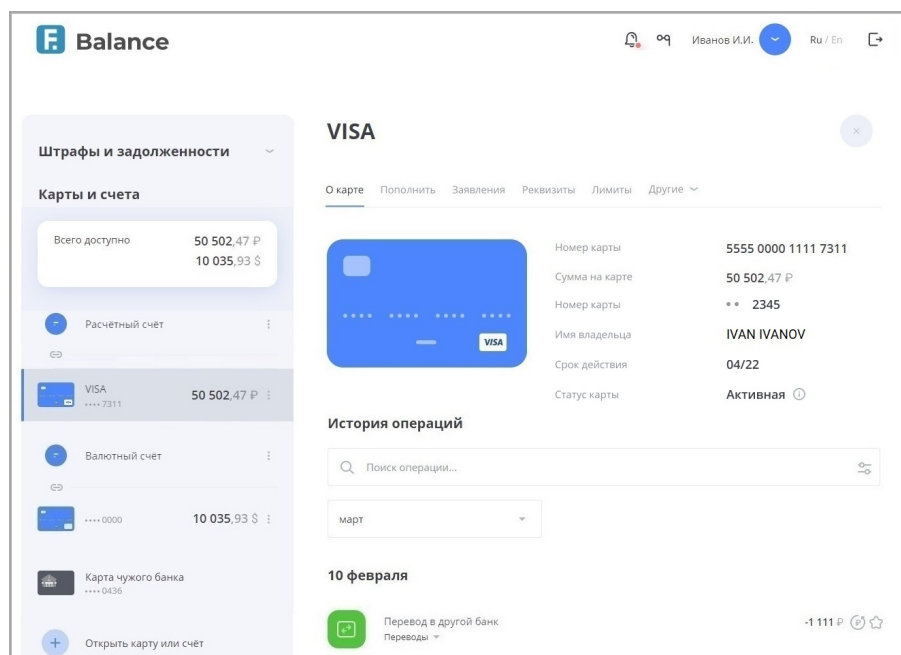 F. Balance
Иванов И.И.
Ru / En
Штрафы и задолженности
Карты и счета
Всего доступно 50 502,47 ₽
10 035,93 $
Расчётный счёт
VISA
•••• 7311
50 502,47 ₽
Валютный счёт
•••• 0000 10 035,93 $
Карта чужого банка
•••• 0436
Открыть карту или счёт
VISA
О карте Пополнить Заявления Реквизиты Лимиты Другие
VISA
Номер карты 5555 0000 1111 7311
Сумма на карте 50 502,47 ₽
Номер карты •• 2345
Имя владельца IVAN IVANOV
Срок действия 04/22
Статус карты Активная
История операций
Поиск операции...
март
10 февраля
Перевод в другой банк -1 111 ₽
Переводы